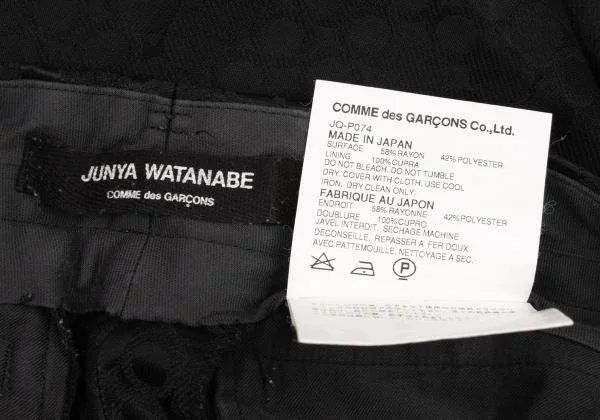 JUNYA WATANABE
COMME des GARÇONS
COMME des GARÇONS Co.,Ltd.
JQ-P074
MADE IN JAPAN
SURFACE 58%RAYON 42%POLYESTER
LINING 100%CUPRO
DO NOT BLEACH. DO NOT TUMBLE
DRY. COVER WITH CLOTH. USE COOL
IRON. DRY CLEAN ONLY.
FABRIQUE AU JAPON
ENDROIT 58%RAYONNE 42%POLYESTER
DOUBLURE 100%CUPRO
JAVEL INTERDIT. SECHAGE MACHINE
DECONSEILLE. REPASSER A FER DOUX
AVEC PATTEMOUILLE. NETTOYAGE A SEC.
P